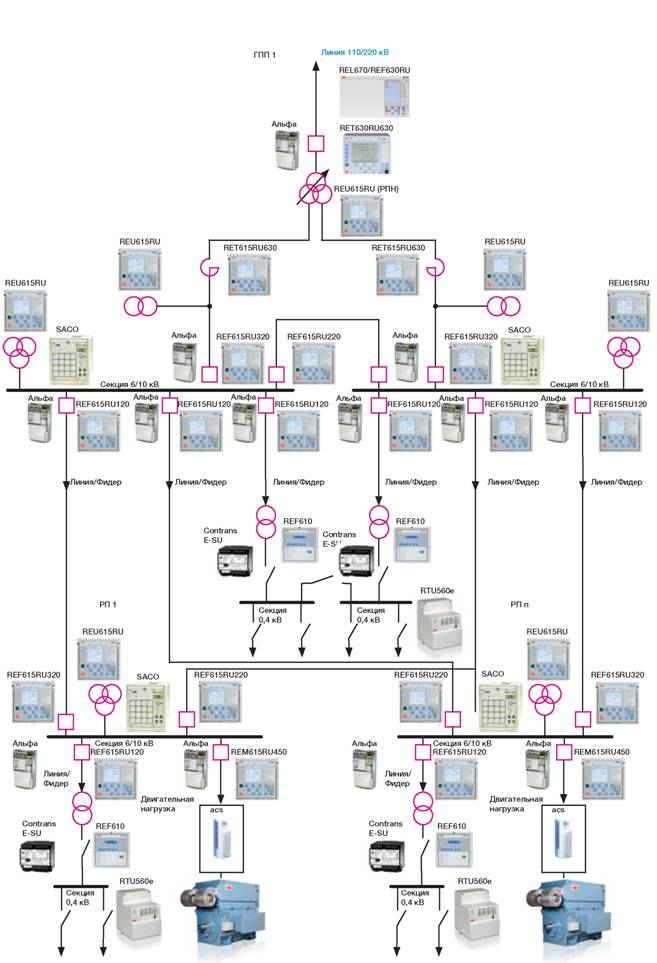 ГПП 1
Линия 110/220 кВ
REL670/REF630RU
Альфа
RET630RU630
REU615RU (РПН)
REU615RU
RET615RU630
RET615RU630
REU615RU
REU615RU
REU615RU
SACO
Альфа
REF615RU320
REF615RU220
Альфа
REF615RU320
SACO
Секция 6/10 кВ
Секция 6/10 кВ
Альфа
REF615RU120
Альфа
REF615RU120
Альфа
REF615RU120
Альфа
REF615RU120
Альфа
REF615RU120
Альфа
REF615RU120
Линия/Фидер
Линия/Фидер
Линия/Фидер
Линия/Фидер
Линия/Фидер
Линия/Фидер
Contrans
E-SU
REF610
Contrans
E-SU
REF610
RTU560e
Секция
0,4 кВ
Секция
0,4 кВ
РП 1
РП n
REU615RU
REU615RU
REF615RU320
SACO
REF615RU220
REF615RU220
SACO
REF615RU320
Секция 6/10 кВ
Секция 6/10 кВ
Альфа
REF615RU120
Альфа
REM615RU450
Альфа
REF615RU120
Альфа
REM615RU450
Линия/
Фидер
Двигательная
нагрузка
acs
Линия/
Фидер
Двигательная
нагрузка
acs
Contrans
E-SU
REF610
Contrans
E-SU
REF610
Секция
0,4 кВ
RTU560e
Секция
0,4 кВ
RTU560e